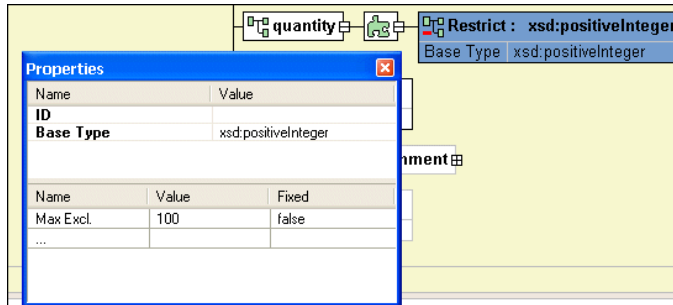 quantity
Restrict : xsd:positiveInteger
Base Type xsd:positiveInteger
Properties
Name Value
ID
Base Type xsd:positiveInteger
nment
Name Value Fixed
Max Excl. 100 false
...